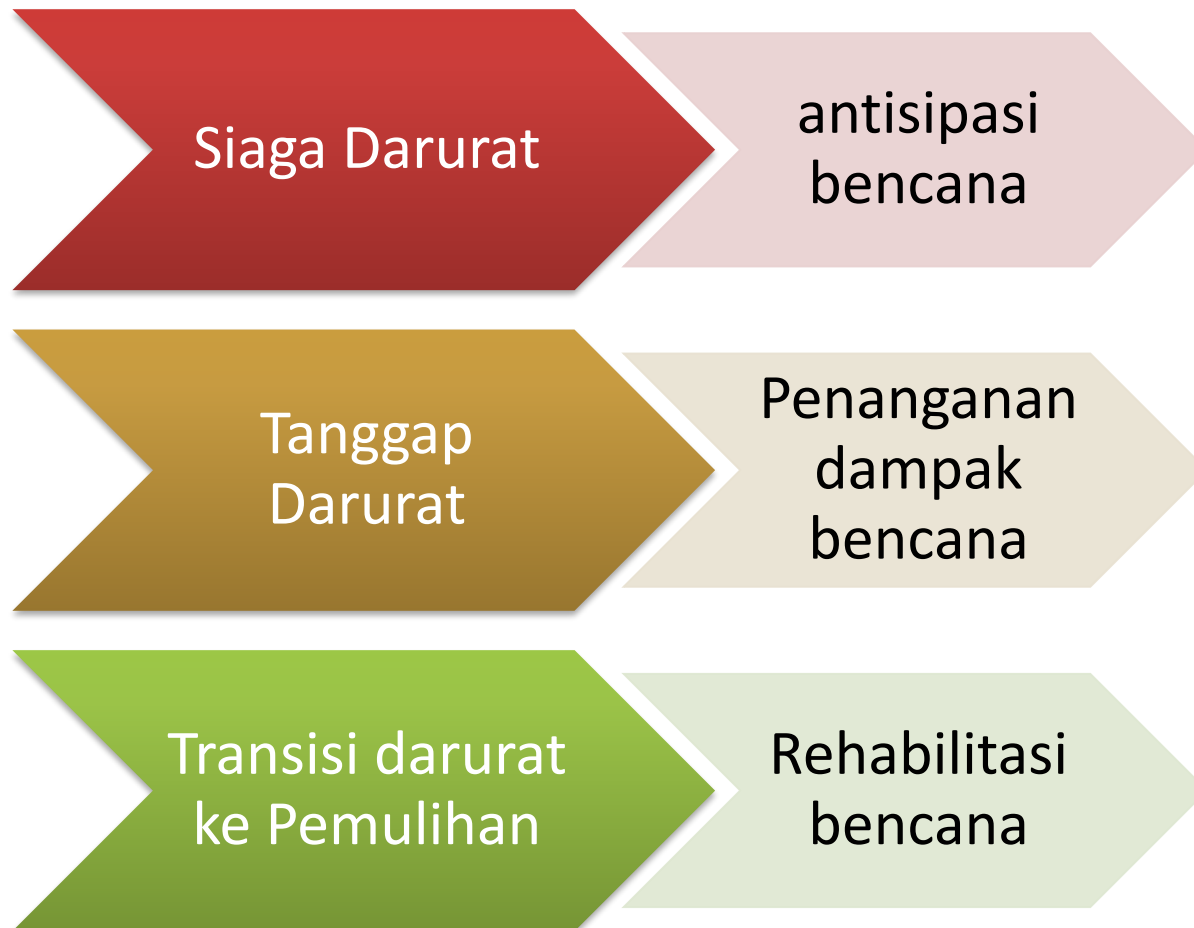 Siaga Darurat
antisipasi
bencana
Tanggap
Darurat
Penanganan
dampak
bencana
Transisi darurat
ke Pemulihan
Rehabilitasi
bencana